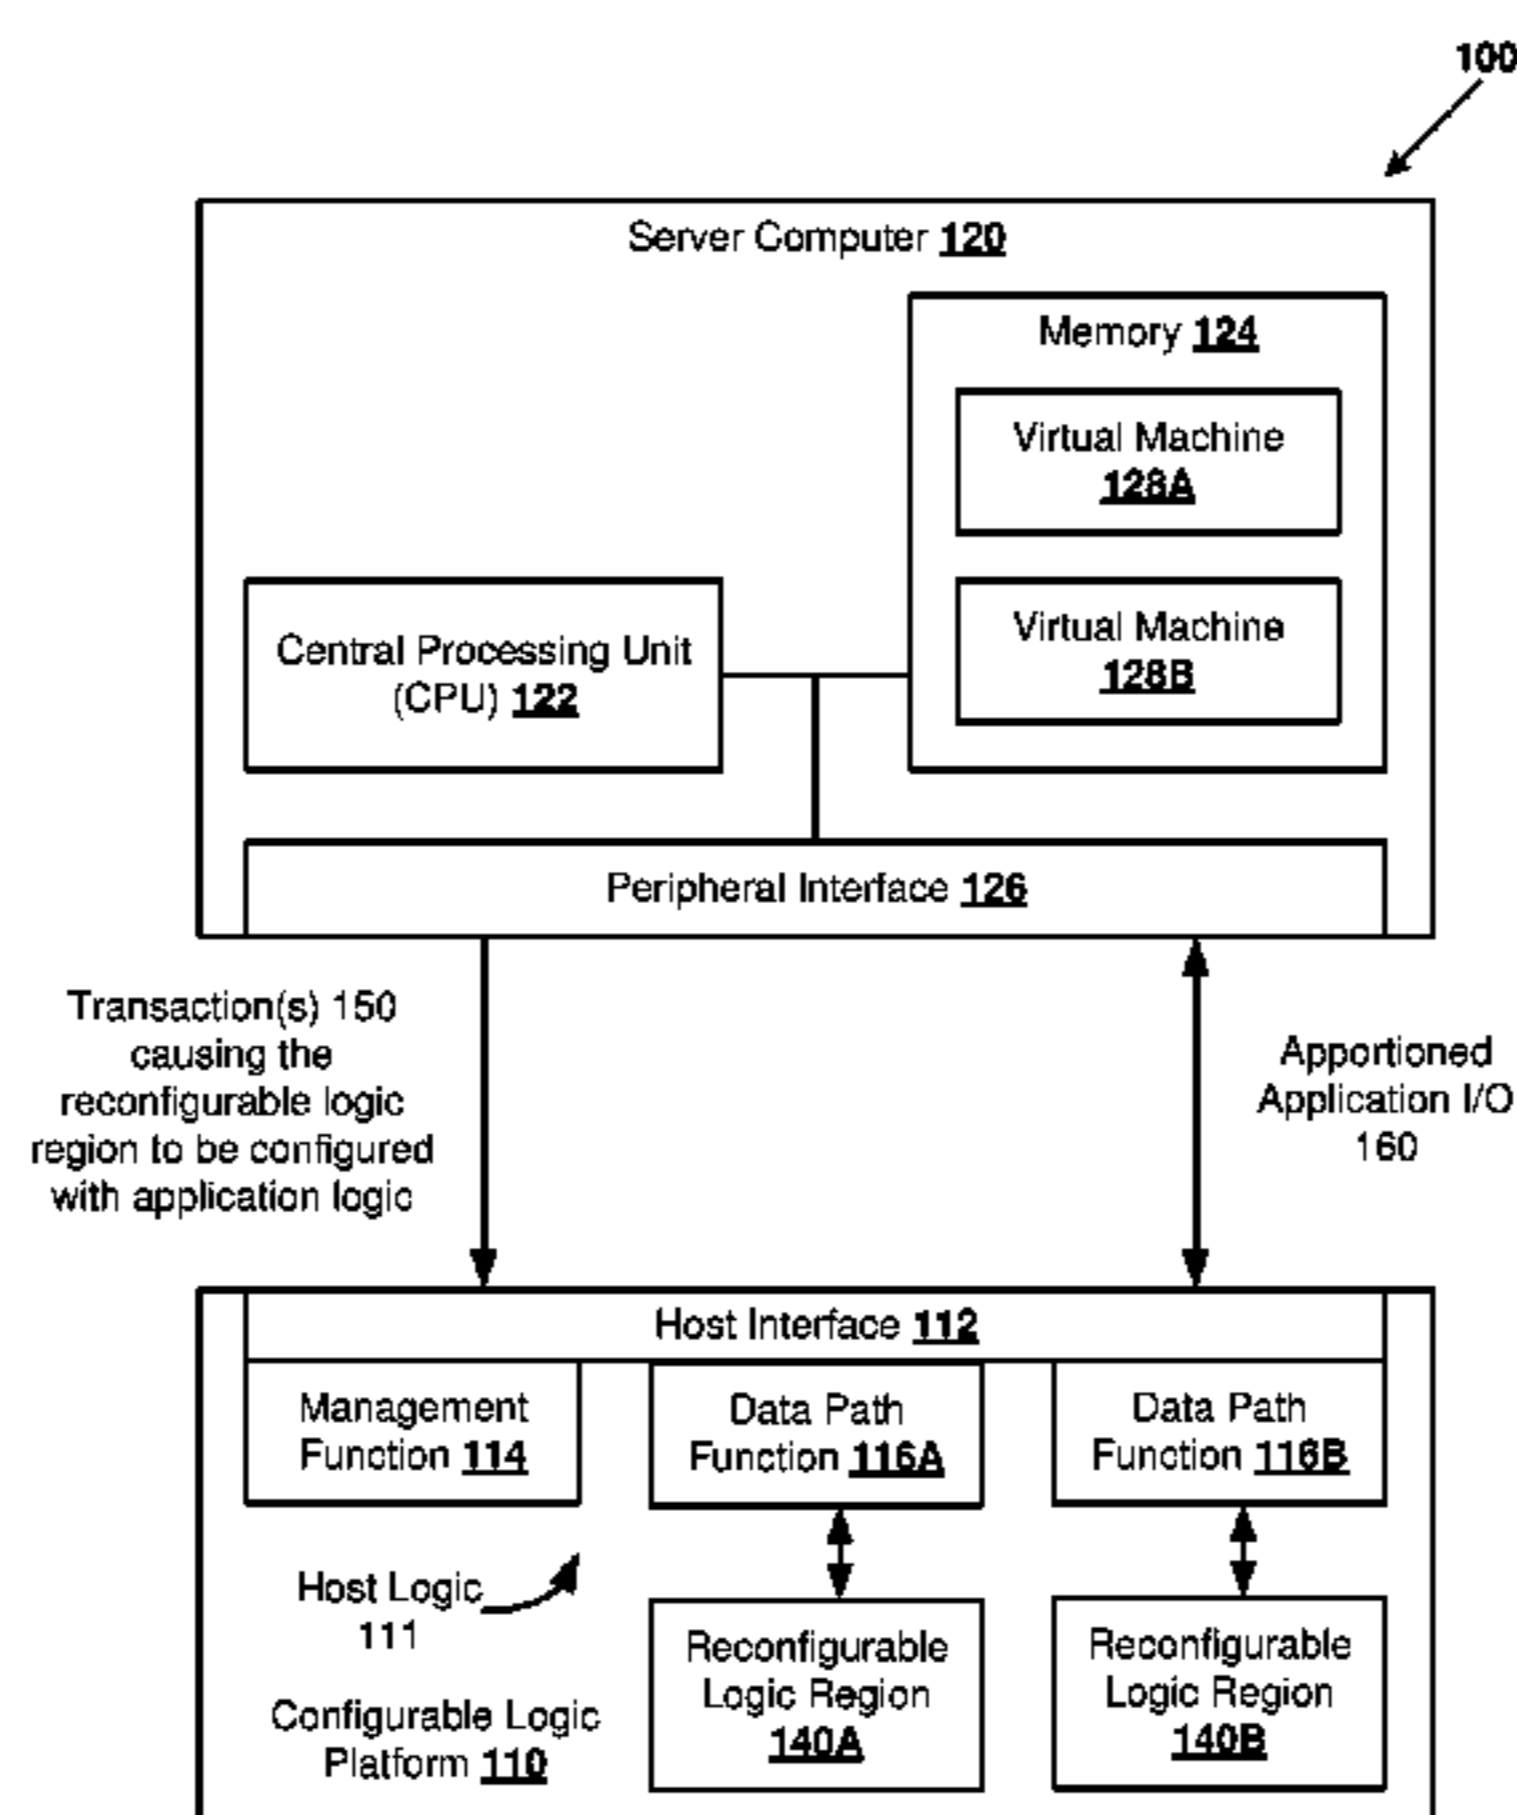 100
Server Computer 120
Memory 124
Virtual Machine
128A
Virtual Machine
128B
Central Processing Unit
(CPU) 122
Peripheral Interface 126
Transaction(s) 150
causing the
reconfigurable logic
region to be configured
with application logic
Apportioned
Application I/O
160
Host Interface 112
Management
Function 114
Data Path
Function 116A
Data Path
Function 116B
Host Logic
111
Configurable Logic
Platform 110
Reconfigurable
Logic Region
140A
Reconfigurable
Logic Region
140B